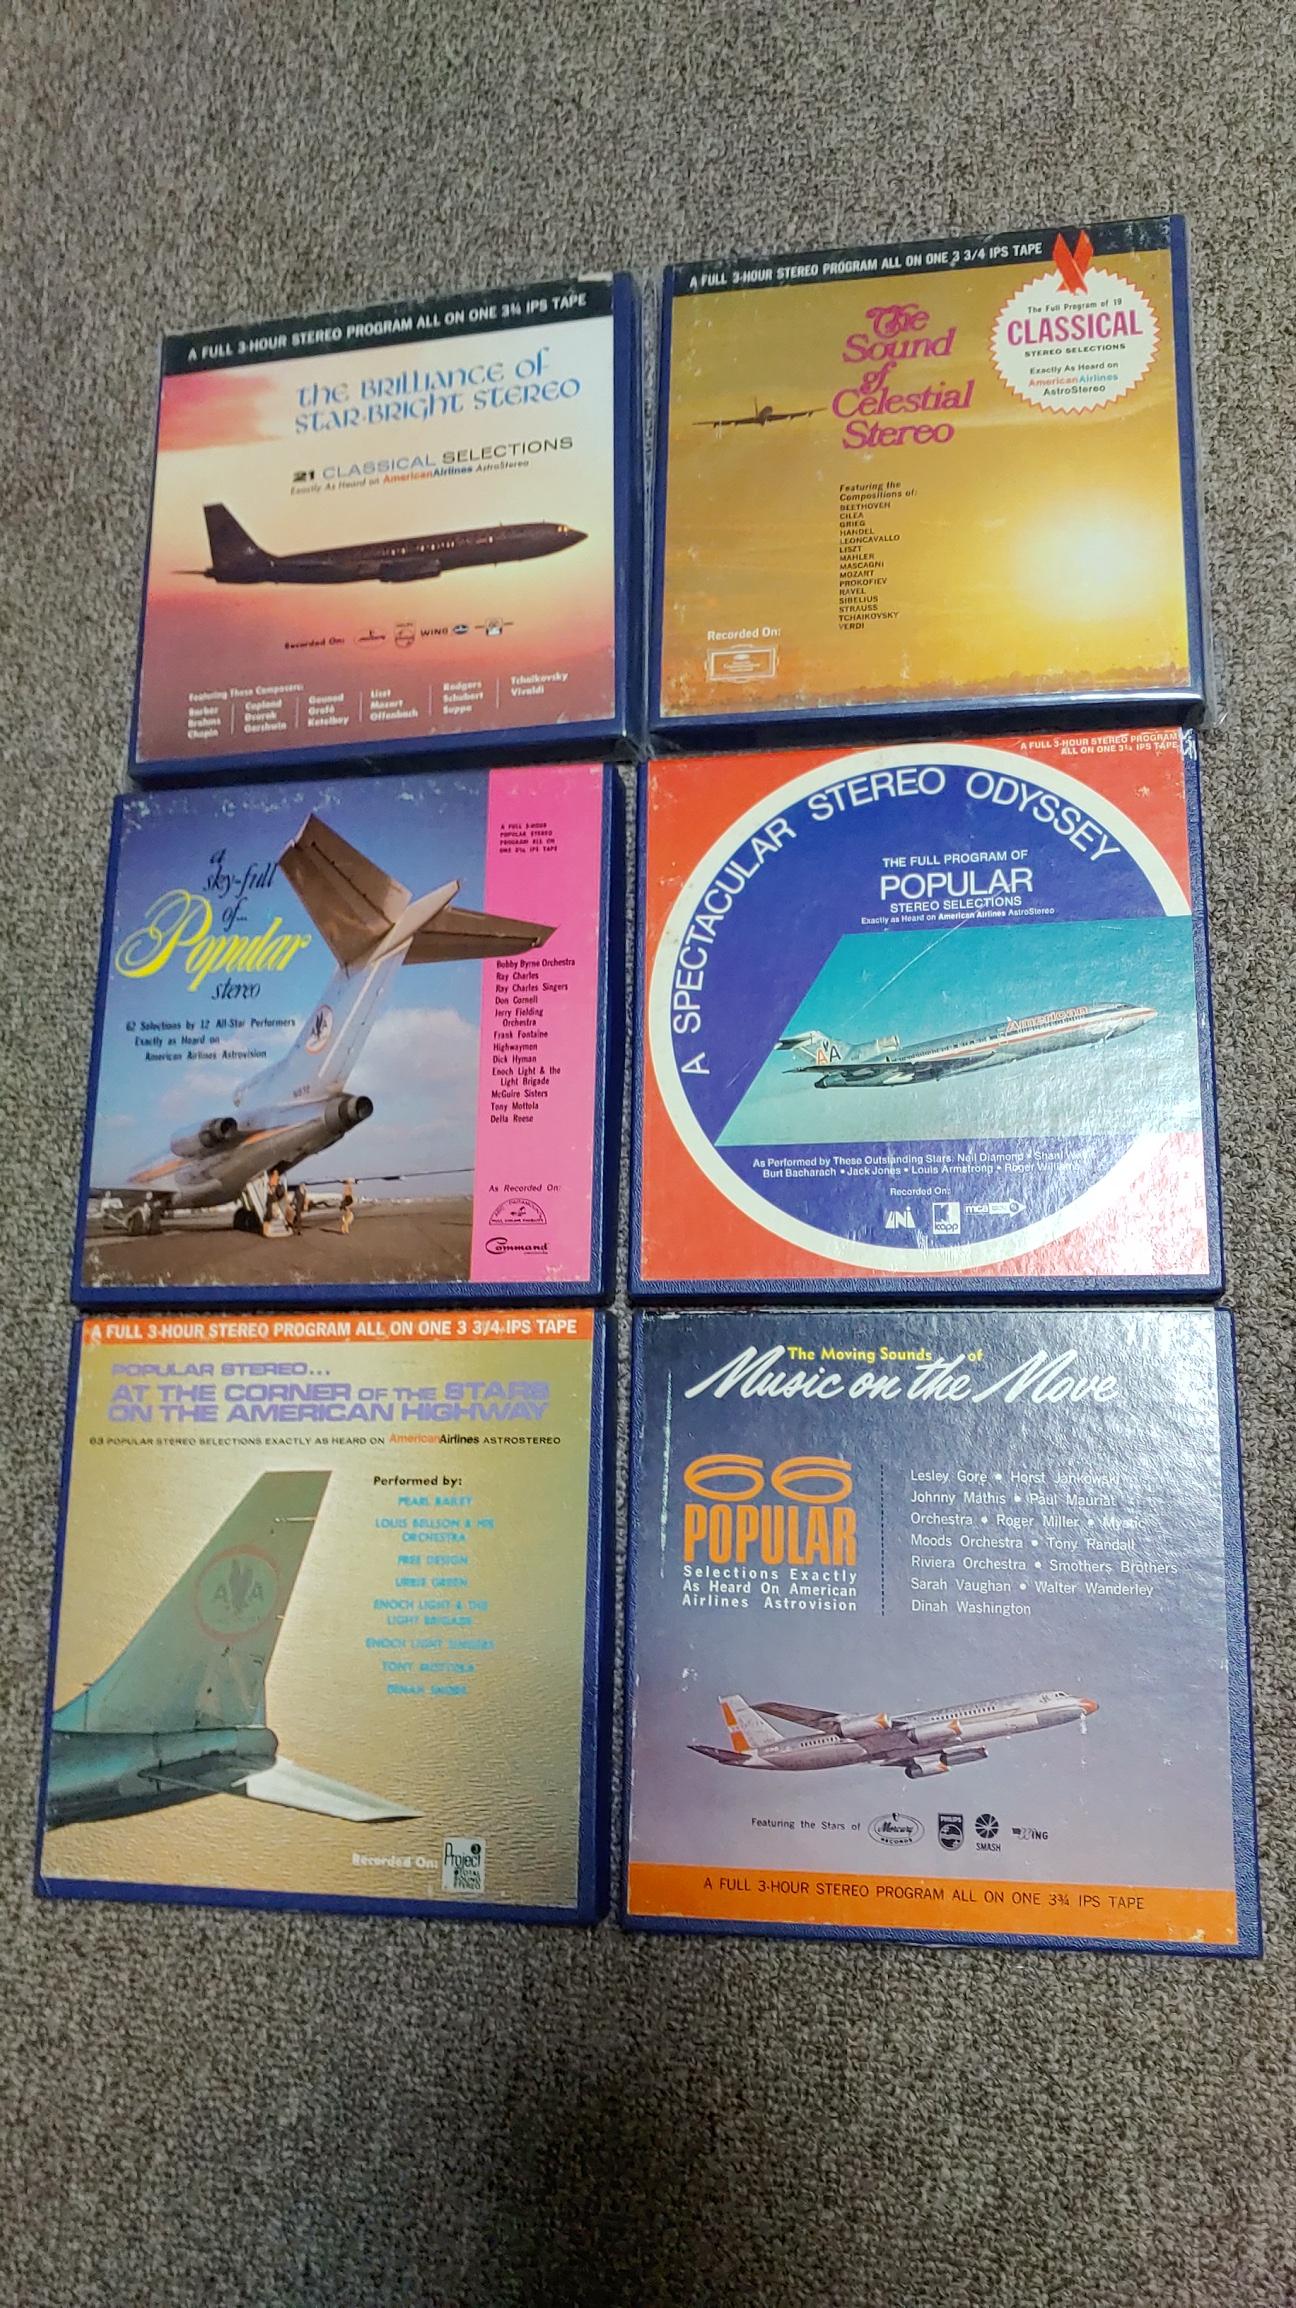 A FULL 3-HOUR STEREO PROGRAM ALL ON ONE 3¾ IPS TAPE
THE BRILLIANCE OF
STAR-BRIGHT STEREO
21 CLASSICAL SELECTIONS
Exactly As Heard on AmericanAirlines AstroStereo
Recorded On:
WING
Featuring These Composers:
Barber
Brahms
Chopin
Copland
Dvorak
Gershwin
Gounod
Grofé
Ketelbey
Liszt
Mozart
Offenbach
Rodgers
Schubert
Suppe
Tchaikovsky
Vivaldi
A FULL 3-HOUR STEREO PROGRAM ALL ON ONE 3 3/4 IPS TAPE
The
Sound
of
Celestial
Stereo
The Full Program of 19
CLASSICAL
STEREO SELECTIONS
Exactly As Heard on
AmericanAirlines
AstroStereo
Featuring the
Compositions of:
BEETHOVEN
CILEA
GRIEG
HANDEL
LEONCAVALLO
LISZT
MAHLER
MASCAGNI
MOZART
PROKOFIEV
RAVEL
SIBELIUS
STRAUSS
TCHAIKOVSKY
VERDI
Recorded On:
a
sky-full
of...
Popular
stereo
62 Selections by 12 All-Star Performers
Exactly as Heard on
American Airlines Astrovision
A FULL 3-HOUR
POPULAR STEREO
PROGRAM ALL ON
ONE 3¾ IPS TAPE
Bobby Byrne Orchestra
Ray Charles
Ray Charles Singers
Don Cornell
Jerry Fielding
Orchestra
Frank Fontaine
Highwaymen
Dick Hyman
Enoch Light & the
Light Brigade
McGuire Sisters
Tony Mottola
Della Reese
As Recorded On:
Command
A FULL 3-HOUR STEREO PROGRAM
ALL ON ONE 3¾ IPS TAPE
A SPECTACULAR STEREO ODYSSEY
THE FULL PROGRAM OF
POPULAR
STEREO SELECTIONS
Exactly as Heard on American Airlines AstroStereo
American
AA
As Performed by These Outstanding Stars: Neil Diamond •
Burt Bacharach • Jack Jones • Louis Armstrong • Roger Williams
Recorded On:
UNI
kapp
mca
A FULL 3-HOUR STEREO PROGRAM ALL ON ONE 3 3/4 IPS TAPE
POPULAR STEREO...
AT THE CORNER OF THE STARS
ON THE AMERICAN HIGHWAY
63 POPULAR STEREO SELECTIONS EXACTLY AS HEARD ON AmericanAirlines ASTROSTEREO
Performed by:
PEARL BAILEY
LOUIS BELLSON & HIS
ORCHESTRA
FREE DESIGN
URBIE GREEN
ENOCH LIGHT & THE
LIGHT BRIGADE
ENOCH LIGHT SINGERS
TONY MOTTOLA
DINAH SHORE
AA
Recorded On:
Project 3
TOTAL
SOUND
STEREO
The Moving Sounds of
Music on the Move
66
POPULAR
Selections Exactly
As Heard On American
Airlines Astrovision
Lesley Gore • Horst Jankowski
Johnny Mathis • Paul Mauriat
Orchestra • Roger Miller • Mystic
Moods Orchestra • Tony Randall
Riviera Orchestra • Smothers Brothers
Sarah Vaughan • Walter Wanderley
Dinah Washington
Featuring the Stars of
Mercury
RECORDS
PHILIPS
SMASH
WING
A FULL 3-HOUR STEREO PROGRAM ALL ON ONE 3¾ IPS TAPE